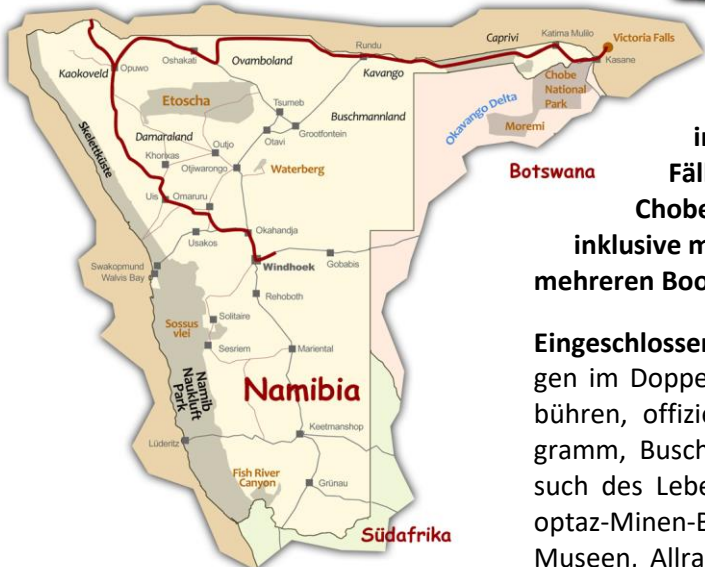 Katima Mulilo
Victoria Falls
Rundu
Caprivi
Kasane
Oshakati
Ovamboland
Kaokoveld
Opuwo
Kavango
Chobe
National
Park
Etoscha
Tsumeb
Buschmannland
Okavango Delta
Moremi
Skelettküste
Damaraland
Outjo
Otavi
Grootfontein
Khorixas
Otjiwarongo
Waterberg
Botswana
Uis
Omaruru
Okahandja
Usakos
Windhoek
Gobabis
Swakopmund
Walvis Bay
Rehoboth
Sossus
vlei
Solitaire
Sesriem
Mariental
Namib
Naukluft
Park
Namibia
Lüderitz
Keetmanshop
Fish River
Canyon
Grünau
Südafrika
Fäll
Chobe
inklusive m
mehreren Boo
Eingeschlossen
gen im Doppe
bühren, offizie
gramm, Busch
such des Lebe
optaz-Minen-B
Museen, Allra